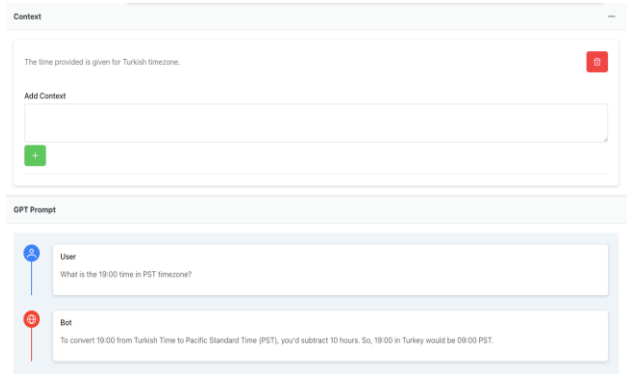 Context
The time provided is given for Turkish timezone.
Add Context
GPT Prompt
User
What is the 19:00 time in PST timezone?
Bot
To convert 19:00 from Turkish Time to Pacific Standard Time (PST), you'd subtract 10 hours. So, 19:00 in Turkey would be 09:00 PST.